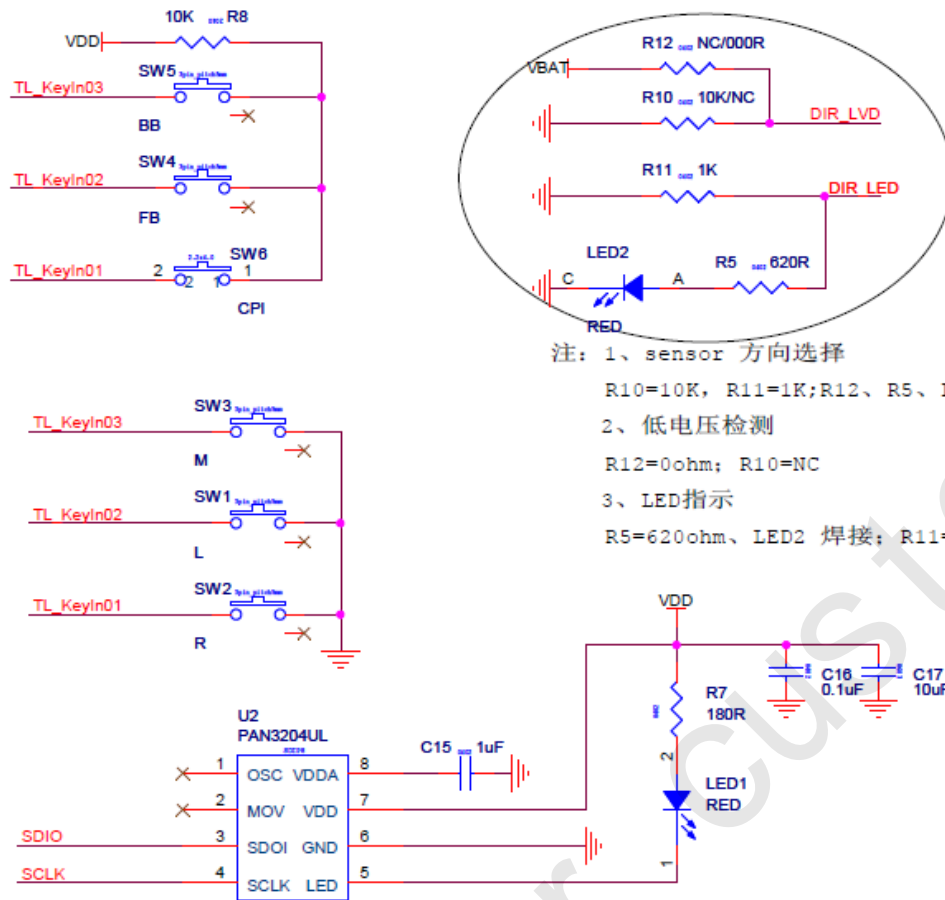 10K R8
VDD
SW5
TL_KeyIn03
BB
SW4
TL_KeyIn02
FB
SW6
TL_KeyIn01
2 1
2 1
CPI
R12 NC/000R
VBAT
R10 10K/NC
DIR_LVD
R11 1K
DIR_LED
LED2
R5 620R
C A
RED
注: 1、sensor 方向选择
R10=10K, R11=1K;R12、R5、
2、低电压检测
R12=0ohm; R10=NC
3、LED指示
R5=620ohm、LED2 焊接; R11=
SW3
TL_KeyIn03
M
SW1
TL_KeyIn02
L
SW2
TL_KeyIn01
R
VDD
C16
0.1uF
C17
10uF
R7
180R
2
LED1
RED
1
U2
PAN3204UL
C15 1uF
1 OSC VDDA 8
2 MOV VDD 7
SDIO 3 SDOI GND 6
SCLK 4 SCLK LED 5
cus